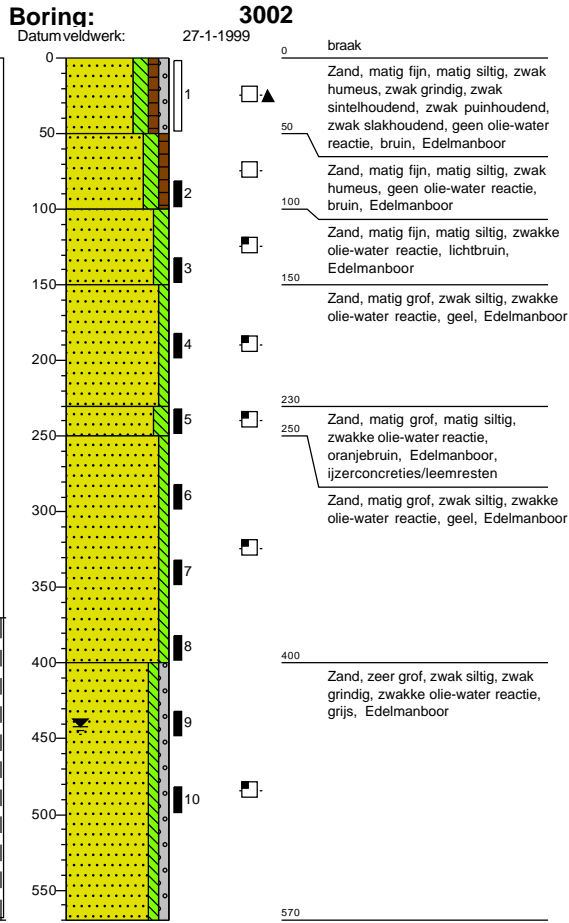 Boring: 3002
Datum veldwerk: 27-1-1999
0
50
100
150
200
250
300
350
400
450
500
550
1
2
3
4
5
6
7
8
9
10
0 braak
Zand, matig fijn, matig siltig, zwak
humeus, zwak grindig, zwak
sintelhoudend, zwak puinhoudend,
zwak slakhoudend, geen olie-water
reactie, bruin, Edelmanboor
50
Zand, matig fijn, matig siltig, zwak
humeus, geen olie-water reactie,
bruin, Edelmanboor
100
Zand, matig fijn, matig siltig, zwakke
olie-water reactie, lichtbruin,
Edelmanboor
150
Zand, matig grof, zwak siltig, zwakke
olie-water reactie, geel, Edelmanboor
230
Zand, matig grof, matig siltig,
zwakke olie-water reactie,
oranjebruin, Edelmanboor,
ijzerconcreties/leemresten
250
Zand, matig grof, zwak siltig, zwakke
olie-water reactie, geel, Edelmanboor
400
Zand, zeer grof, zwak siltig, zwak
grindig, zwakke olie-water reactie,
grijs, Edelmanboor
570